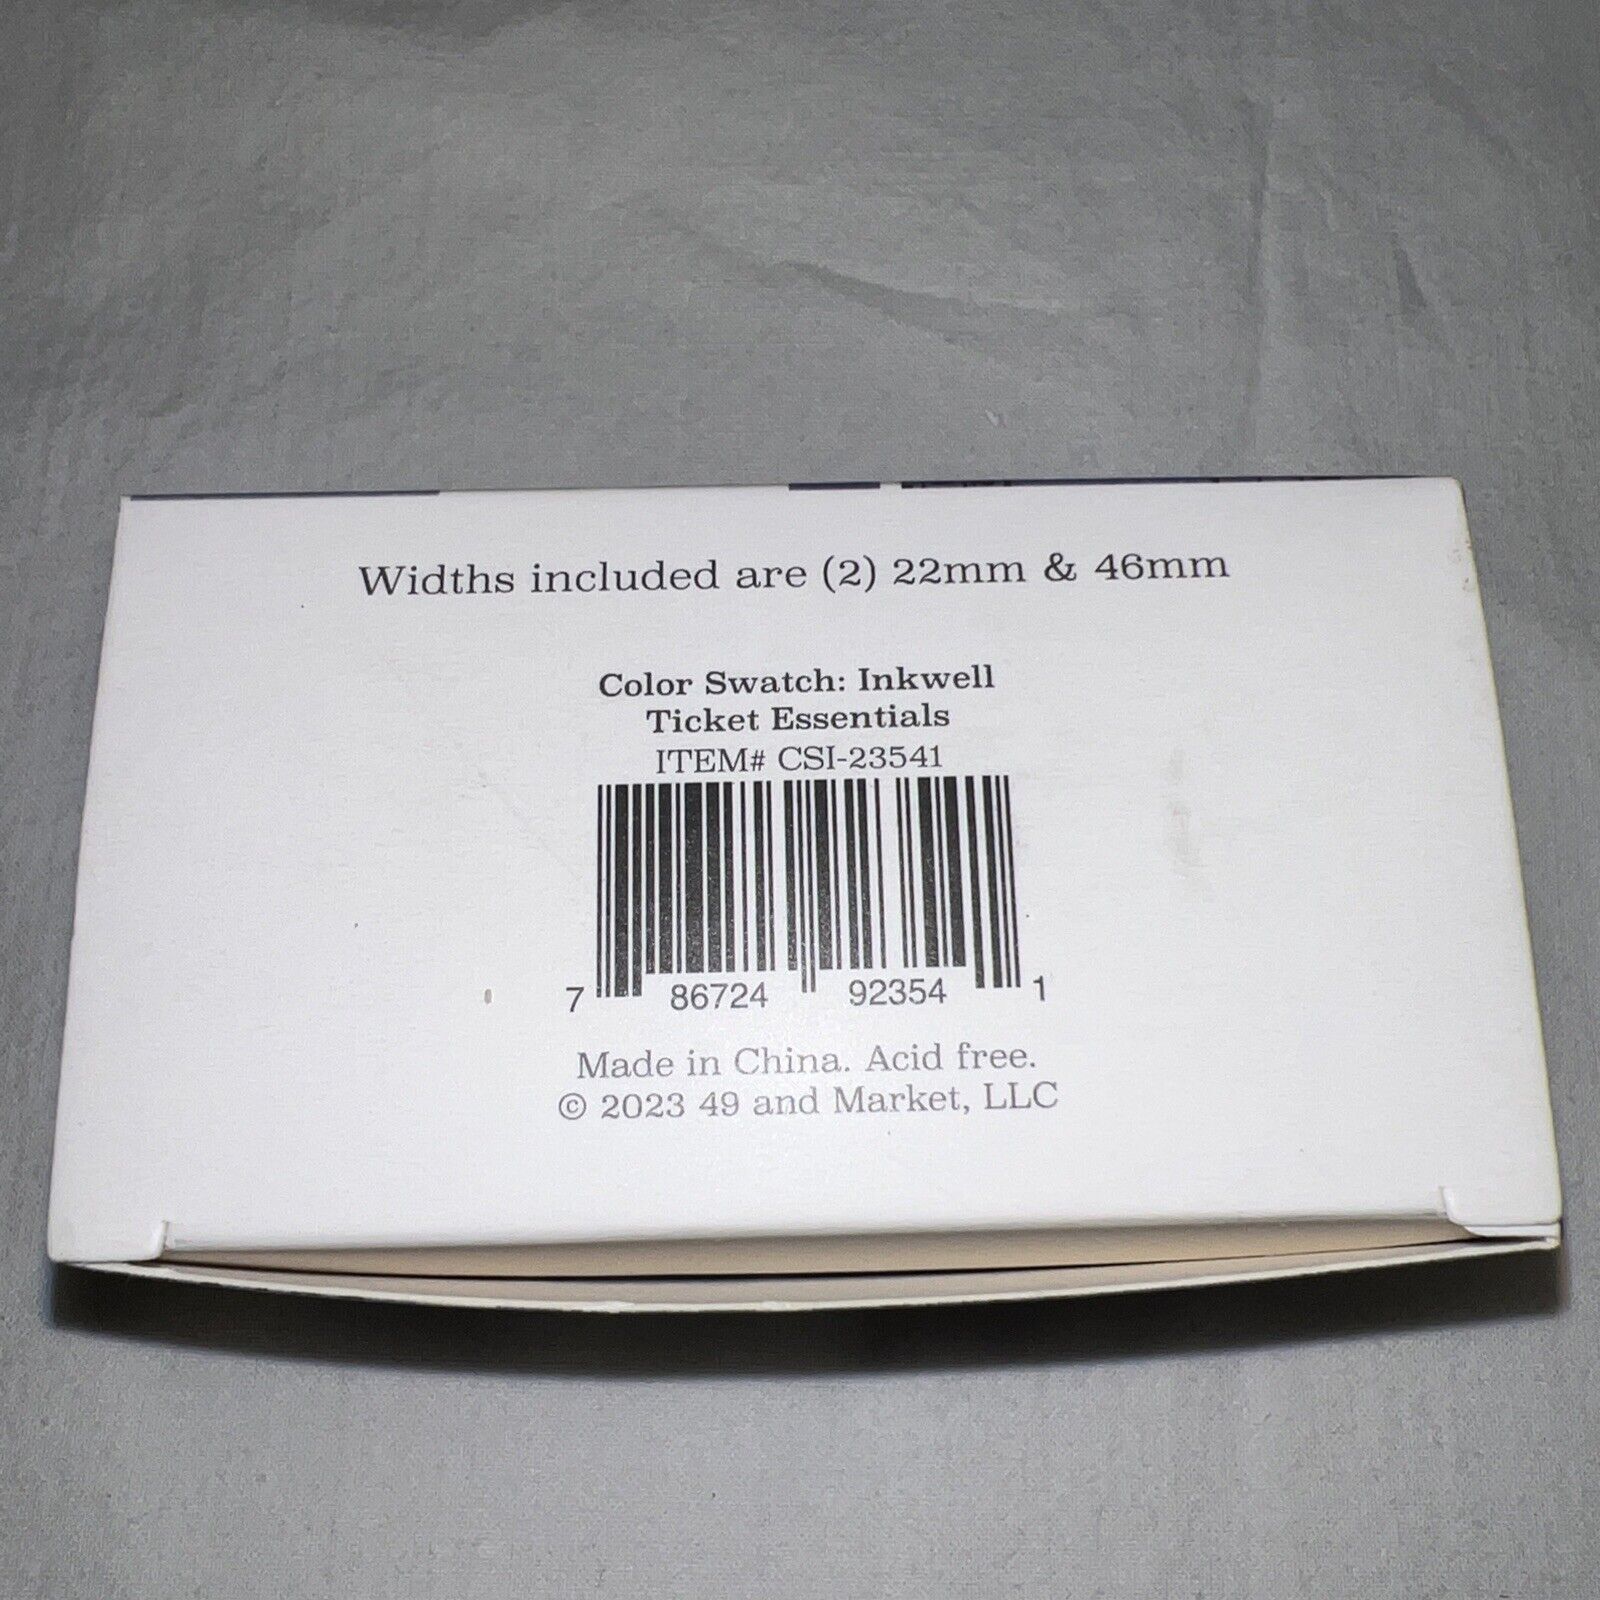 Widths included are (2) 22mm & 46mm
Color Swatch: Inkwell
Ticket Essentials
ITEM# CSI-23541
7 86724 92354 1
Made in China. Acid free.
© 2023 49 and Market, LLC